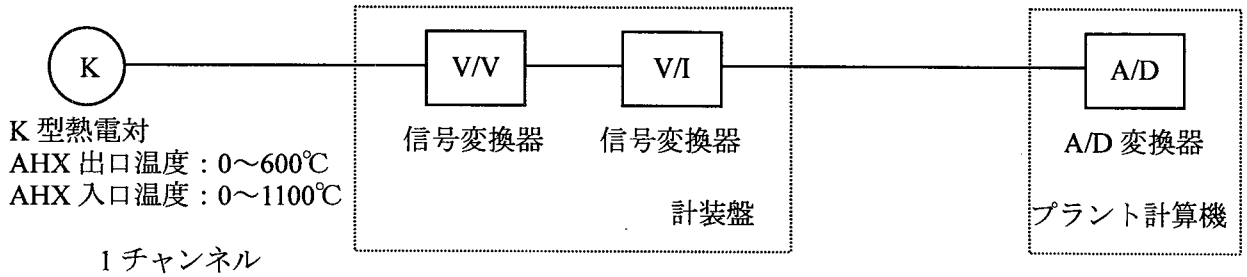 K
V/V
V/I
A/D
K 型熱電対
AHX 出口温度：0～600℃
AHX 入口温度：0～1100℃
1 チャンネル
信号変換器
信号変換器
計装盤
A/D 変換器
プラント計算機